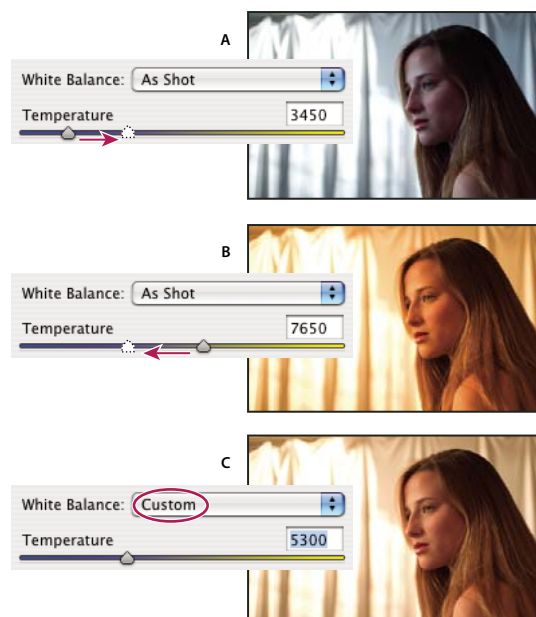 A
White Balance: As Shot
Temperature 3450
B
White Balance: As Shot
Temperature 7650
C
White Balance: Custom
Temperature 5300